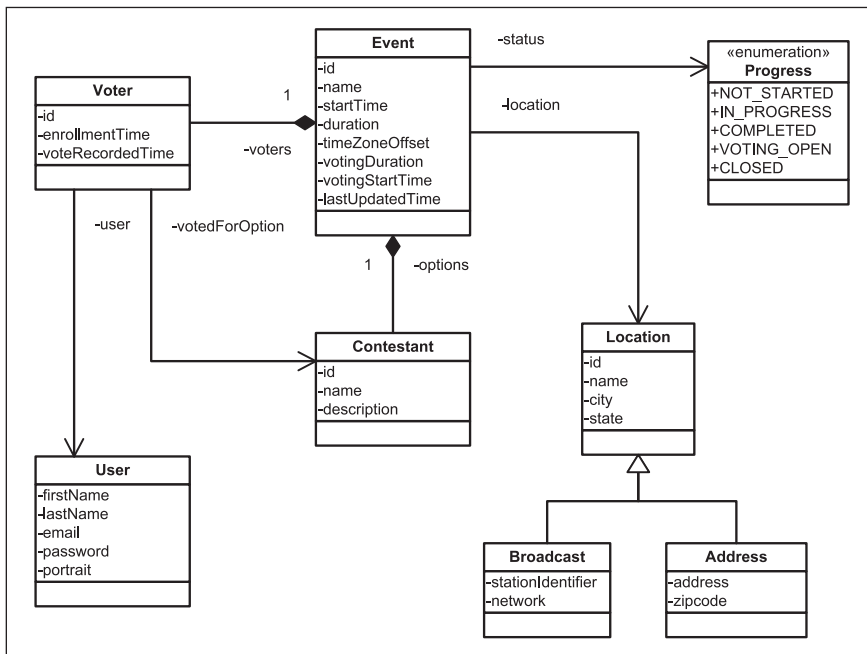 Event
-id
-name
-startTime
-duration
-timeZoneOffset
-votingDuration
-votingStartTime
-lastUpdatedTime
-status
«enumeration»
Progress
+NOT_STARTED
+IN_PROGRESS
+COMPLETED
+VOTING_OPEN
+CLOSED
Voter
-id
-enrollmentTime
-voteRecordedTime
1
-voters
-location
-user
-votedForOption
1
-options
Contestant
-id
-name
-description
Location
-id
-name
-city
-state
User
-firstName
-lastName
-email
-password
-portrait
Broadcast
-stationIdentifier
-network
Address
-address
-zipcode